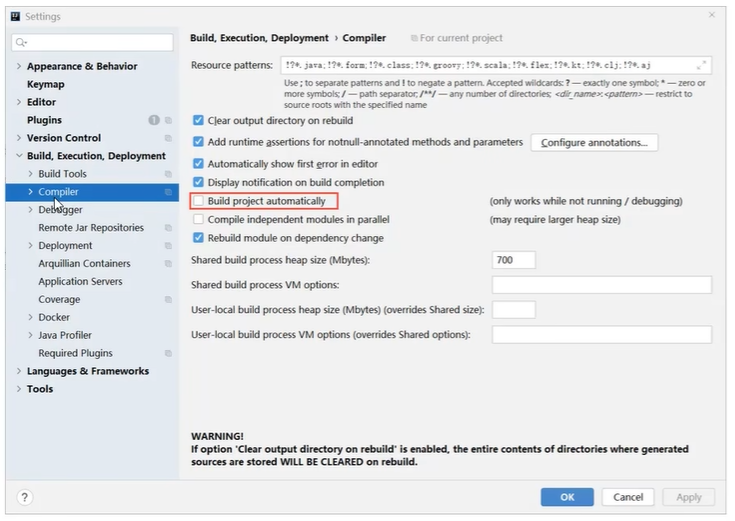 Settings
Build, Execution, Deployment › Compiler
For current project
Appearance & Behavior
Keymap
Editor
Plugins 1
Version Control
Build, Execution, Deployment
Build Tools
Compiler
Debugger
Remote Jar Repositories
Deployment
Arquillian Containers
Application Servers
Coverage
Docker
Java Profiler
Required Plugins
Languages & Frameworks
Tools
Resource patterns: !?*.java;!?*.form;!?*.class;!?*.groovy;!?*.scala;!?*.flex;!?*.kt;!?*.clj;!?*.aj
Use ; to separate patterns and ! to negate a pattern. Accepted wildcards: ? — exactly one symbol; * — zero or
more symbols; / — path separator; /**/ — any number of directories; <dir_name>:<pattern> — restrict to
source roots with the specified name
Clear output directory on rebuild
Add runtime assertions for notnull-annotated methods and parameters Configure annotations...
Automatically show first error in editor
Display notification on build completion
Build project automatically (only works while not running / debugging)
Compile independent modules in parallel (may require larger heap size)
Rebuild module on dependency change
Shared build process heap size (Mbytes): 700
Shared build process VM options:
User-local build process heap size (Mbytes) (overrides Shared size):
User-local build process VM options (overrides Shared options):
WARNING!
If option 'Clear output directory on rebuild' is enabled, the entire contents of directories where generated
sources are stored WILL BE CLEARED on rebuild.
? OK Cancel Apply